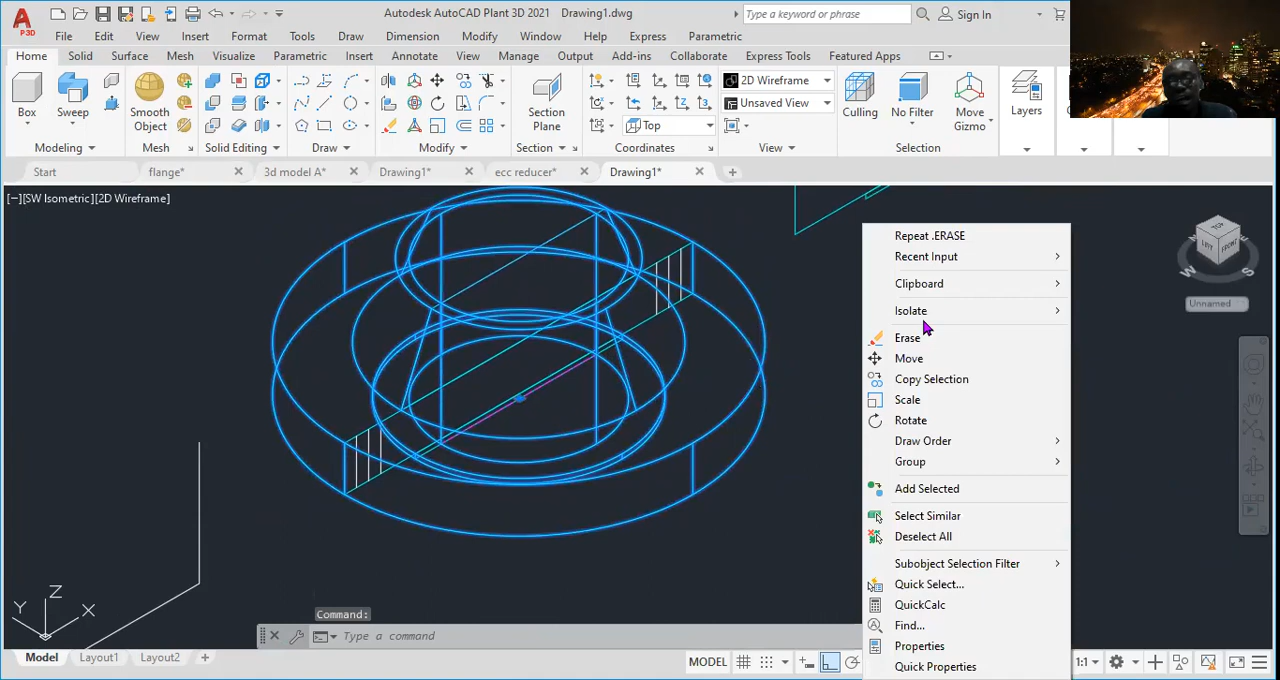 Autodesk AutoCAD Plant 3D 2021 Drawing1.dwg
Type a keyword or phrase
Sign In
P3D
File Edit View Insert Format Tools Draw Dimension Modify Window Help Express Parametric
Home Solid Surface Mesh Visualize Parametric Insert Annotate View Manage Output Add-ins Collaborate Express Tools Featured Apps
2D Wireframe
Unsaved View
Box Sweep Smooth Object Section Plane Top Culling No Filter Move Gizmo Layers
Modeling Mesh Solid Editing Draw Modify Section Coordinates View Selection
Start flange* 3d model A* Drawing1* ecc reducer* Drawing1*
[−][SW Isometric][2D Wireframe]
TOP
LEFT FRONT
W S
Unnamed
Repeat .ERASE
Recent Input
Clipboard
Isolate
Erase
Move
Copy Selection
Scale
Rotate
Draw Order
Group
Add Selected
Select Similar
Deselect All
Subobject Selection Filter
Quick Select...
QuickCalc
Find...
Properties
Quick Properties
Z
Y X
Command:
Type a command
Model Layout1 Layout2 +
MODEL 1:1